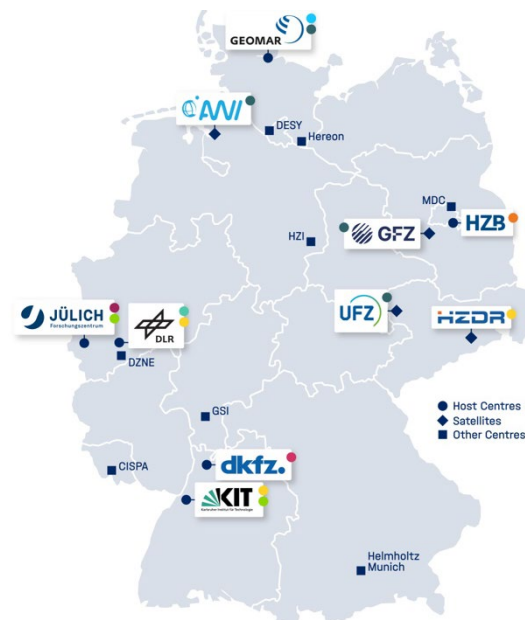 GEOMAR
AWI
DESY
Hereon
MDC
HZB
HZI
GFZ
UFZ
HZDR
JÜLICH
Forschungszentrum
DLR
DZNE
Host Centres
Satellites
Other Centres
GSI
dkfz.
CISPA
KIT
Karlsruher Institut für Technologie
Helmholtz
Munich